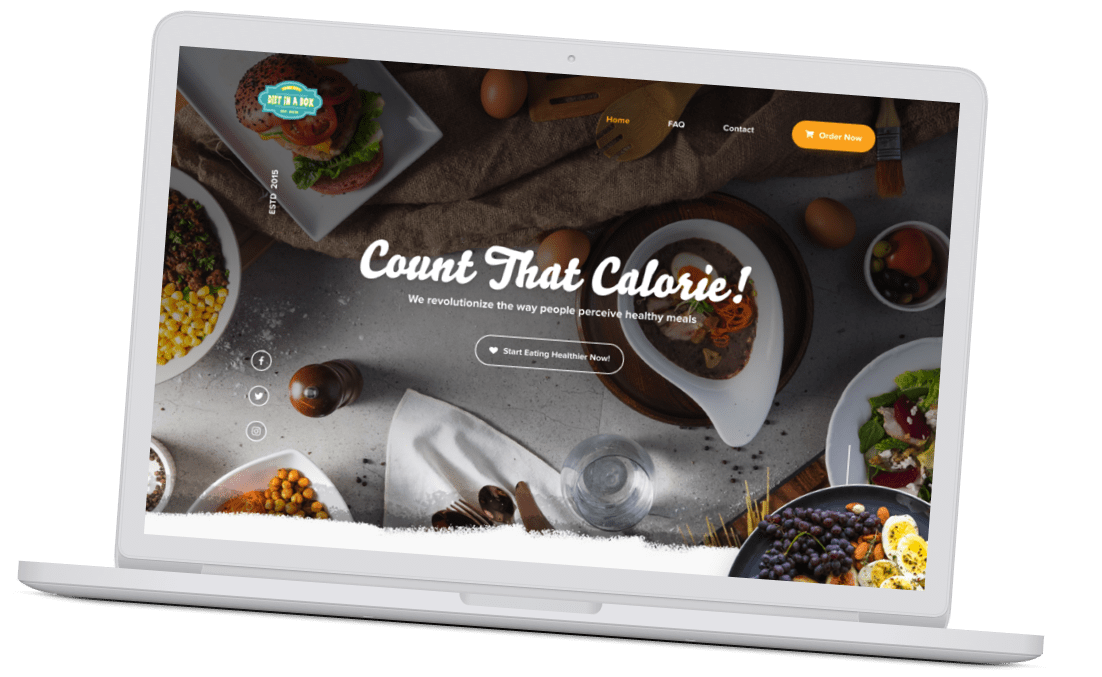 DIET IN A BOX
Home
FAQ
Contact
Order Now
ESTD 2015
Count That Calorie!
We revolutionize the way people perceive healthy meals
Start Eating Healthier Now!